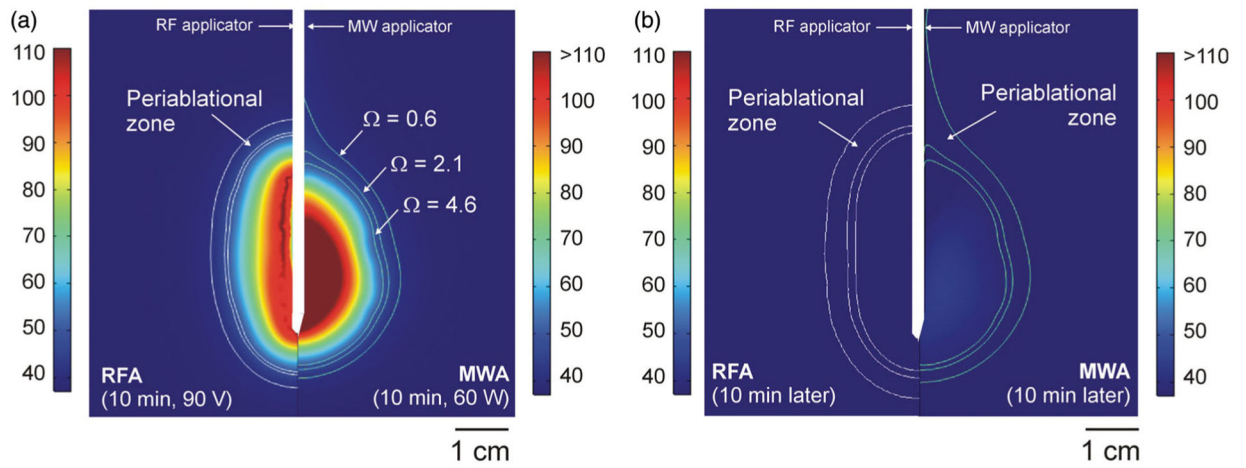 (a)
RF applicator
MW applicator
110
100
90
80
70
60
50
40
Periablational
zone
Ω = 0.6
Ω = 2.1
Ω = 4.6
RFA
(10 min, 90 V)
MWA
(10 min, 60 W)
>110
100
90
80
70
60
50
40
1 cm
(b)
RF applicator
MW applicator
110
100
90
80
70
60
50
40
Periablational
zone
Periablational
zone
RFA
(10 min later)
MWA
(10 min later)
>110
100
90
80
70
60
50
40
1 cm